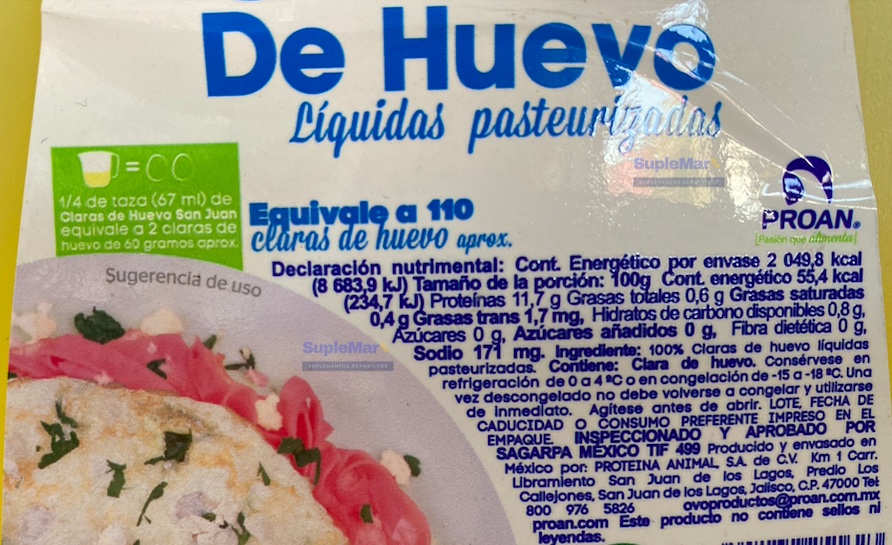 De Huevo
Líquidas pasteurizadas
SupleMar
SUPLEMENTOS DEPORTIVOS
1/4 de taza (67 ml) de
Claras de Huevo San Juan
equivale a 2 claras de
huevo de 60 gramos aprox.
Equivale a 110
claras de huevo aprox.
PROAN®
[Pasión que alimenta]
Sugerencia de uso
Declaración nutrimental: Cont. Energético por envase 2 049,8 kcal
(8 683,9 kJ) Tamaño de la porción: 100g Cont. energético 55,4 kcal
(234,7 kJ) Proteínas 11,7 g Grasas totales 0,6 g Grasas saturadas
0,4 g Grasas trans 1,7 mg, Hidratos de carbono disponibles 0,8 g,
Azúcares 0 g, Azúcares añadidos 0 g, Fibra dietética 0 g,
Sodio 171 mg. Ingrediente: 100% Claras de huevo líquidas
pasteurizadas. Contiene: Clara de huevo. Consérvese en
refrigeración de 0 a 4 ºC o en congelación de -15 a -18 ºC. Una
vez descongelado no debe volverse a congelar y utilizarse
de inmediato. Agítese antes de abrir. LOTE, FECHA DE
CADUCIDAD O CONSUMO PREFERENTE IMPRESO EN EL
EMPAQUE. INSPECCIONADO Y APROBADO POR
SAGARPA MÉXICO TIF 499 Producido y envasado en
México por: PROTEINA ANIMAL, S.A. de C.V. Km 1 Carr.
Libramiento San Juan de los Lagos, Predio Los
Callejones, San Juan de los Lagos, Jalisco, C.P. 47000 Tel:
800 976 5826 ovoproductos@proan.com.mx
proan.com Este producto no contiene sellos ni
leyendas.
SupleMar
SUPLEMENTOS DEPORTIVOS